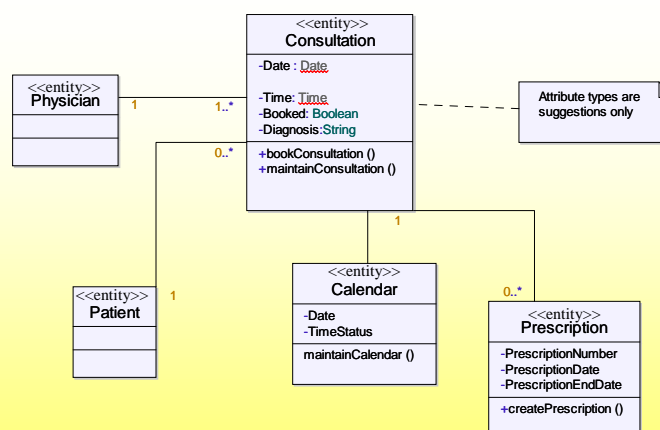 <<entity>>
Consultation
-Date : Date
-Time: Time
-Booked: Boolean
-Diagnosis:String
+bookConsultation ()
+maintainConsultation ()
<<entity>>
Physician
1
1..*
0..*
Attribute types are
suggestions only
1
<<entity>>
Patient
1
<<entity>>
Calendar
-Date
-TimeStatus
maintainCalendar ()
0..*
<<entity>>
Prescription
-PrescriptionNumber
-PrescriptionDate
-PrescriptionEndDate
+createPrescription ()